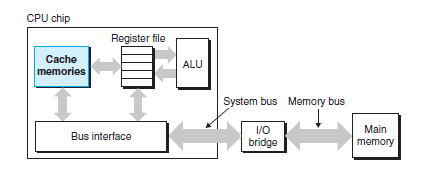 CPU chip
Register file
Cache
memories
ALU
System bus
Memory bus
Bus interface
I/O
bridge
Main
memory